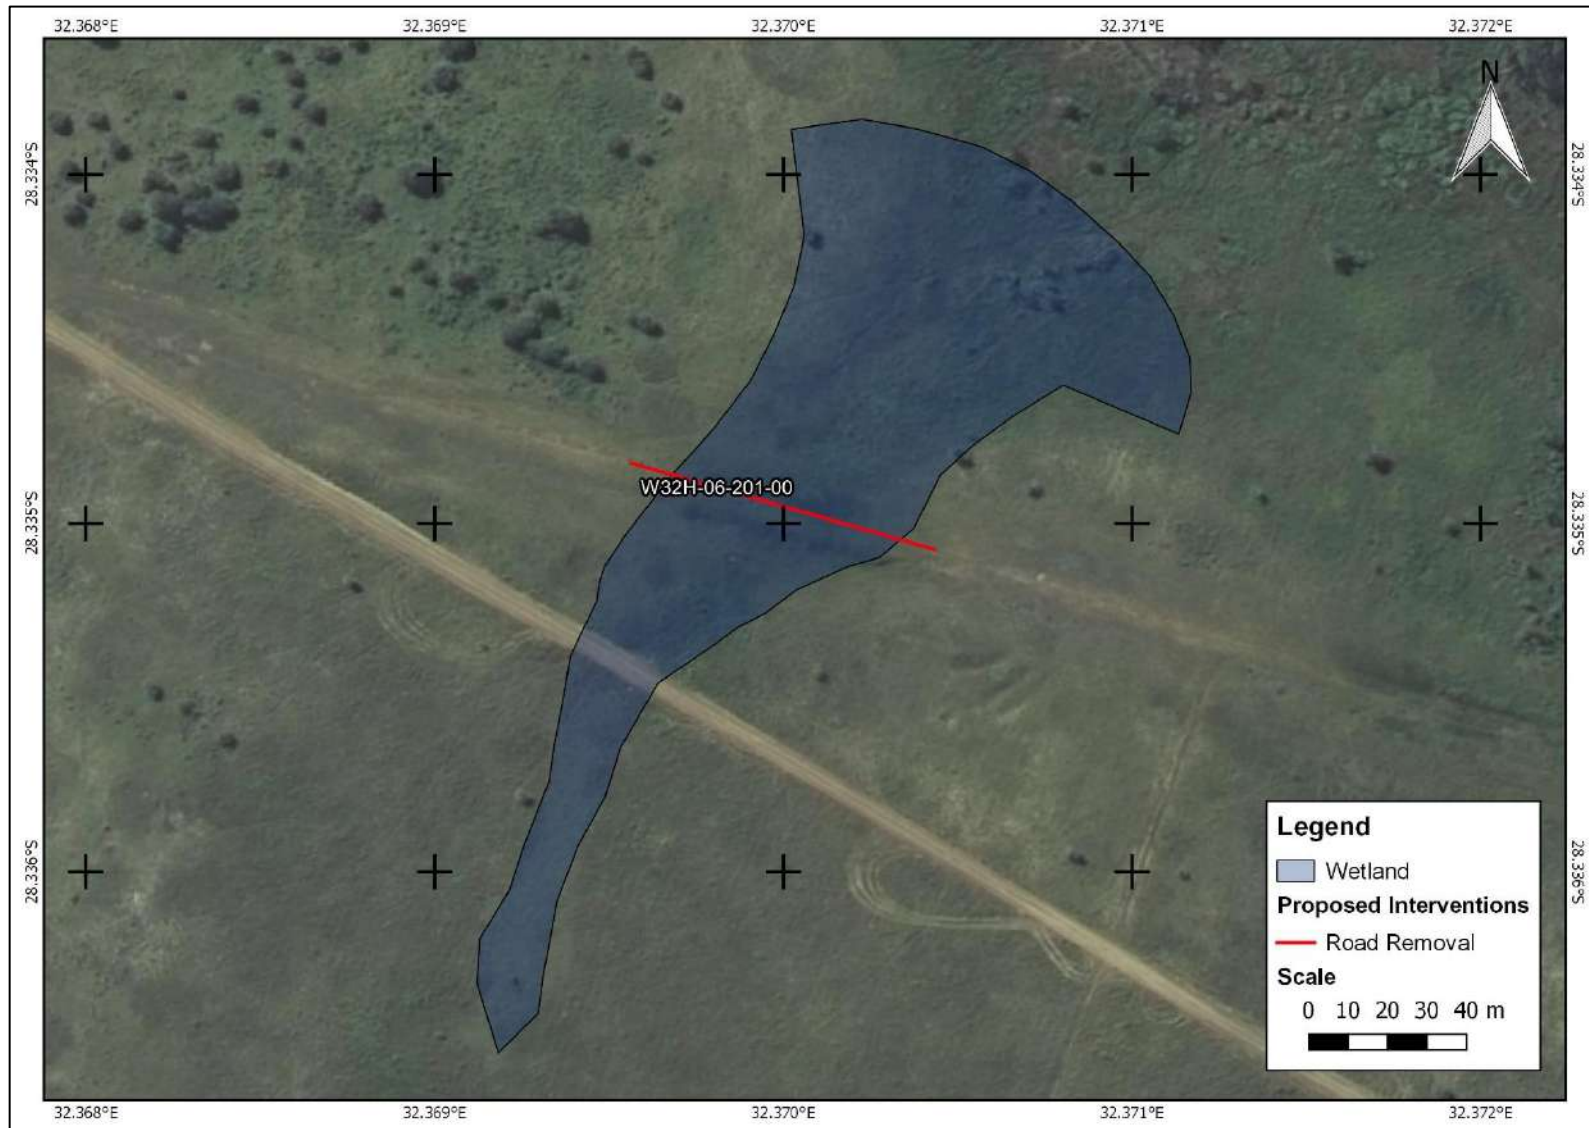 32.368°E 32.369°E 32.370°E 32.371°E 32.372°E
N
28.334°S 28.334°S
W32H-06-201-00
28.335°S 28.335°S
28.336°S 28.336°S
Legend
Wetland
Proposed Interventions
Road Removal
Scale
0 10 20 30 40 m
32.368°E 32.369°E 32.370°E 32.371°E 32.372°E